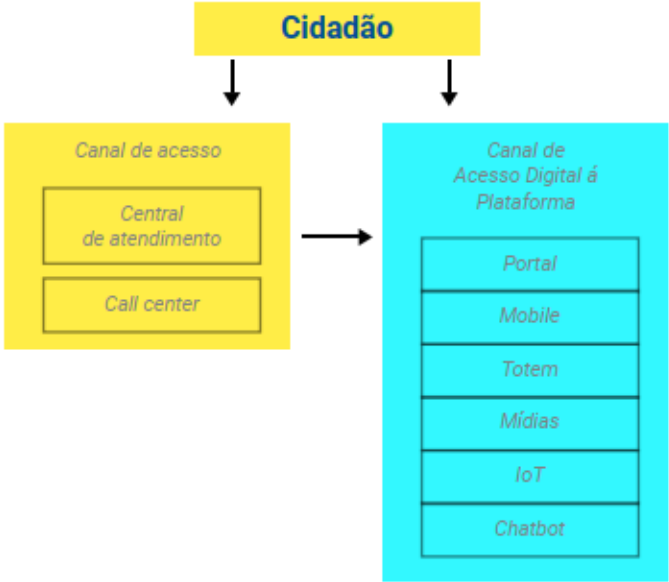 Cidadão
Canal de acesso
Central
de atendimento
Call center
Canal de
Acesso Digital á
Plataforma
Portal
Mobile
Totem
Mídias
IoT
Chatbot